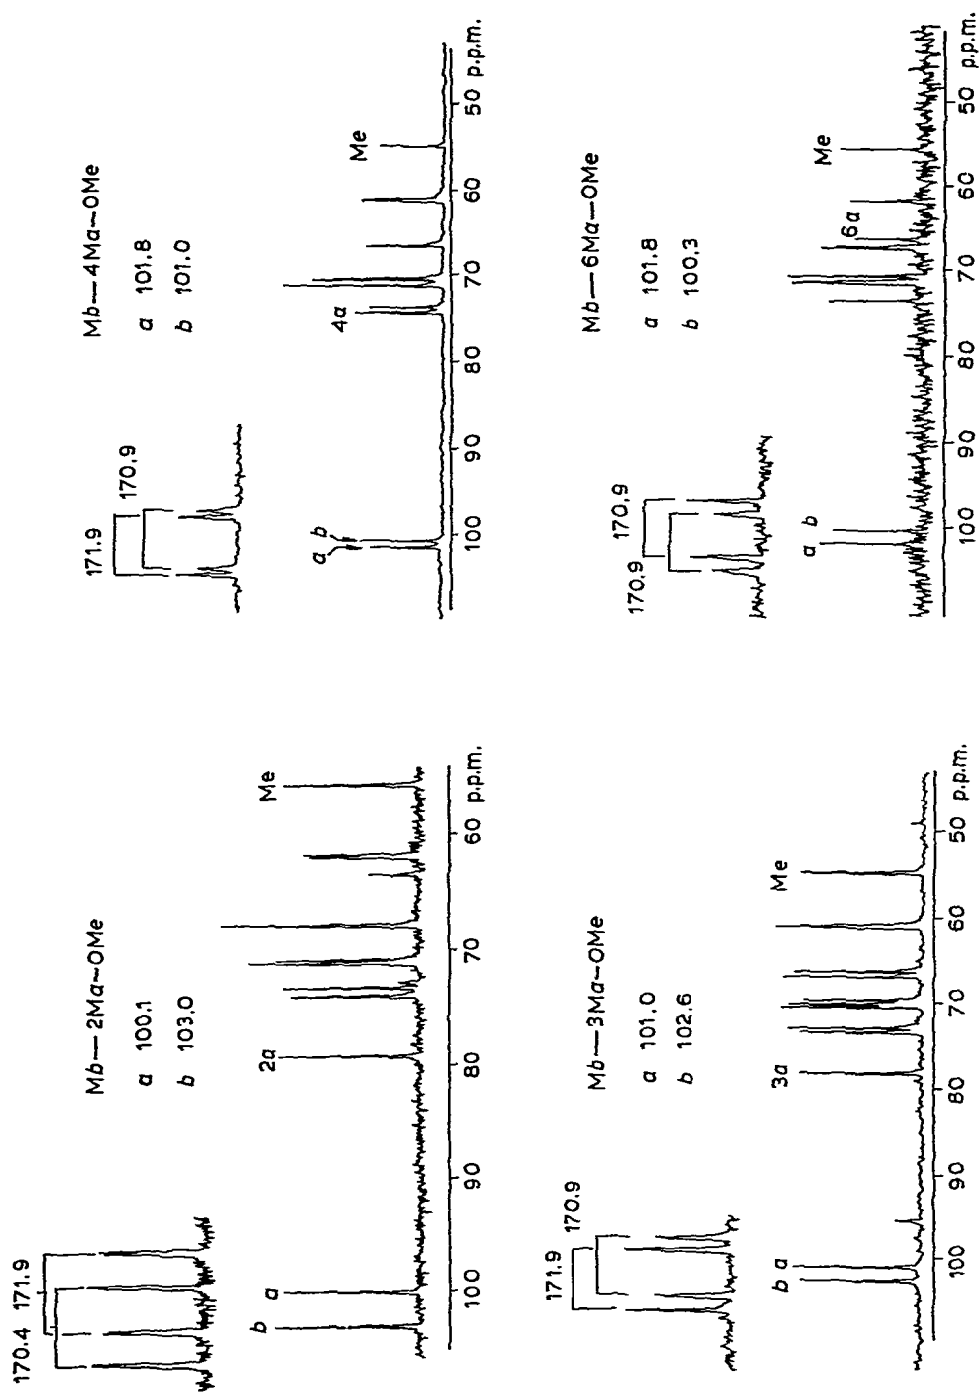 170.4 171.9
Mb—2Ma~OMe
a 100.1
b 103.0
b
a
2a
Me
100 90 80 70 60 p.p.m.
171.9
170.9
Mb—4Ma~OMe
a 101.8
b 101.0
a b
4a
Me
100 90 80 70 60 50 p.p.m.
171.9
170.9
Mb—3Ma~OMe
a 101.0
b 102.6
b a
3a
Me
100 90 80 70 60 50 p.p.m.
170.9
170.9
Mb—6Ma~OMe
a 101.8
b 100.3
a b
6a
Me
100 90 80 70 60 50 p.p.m.